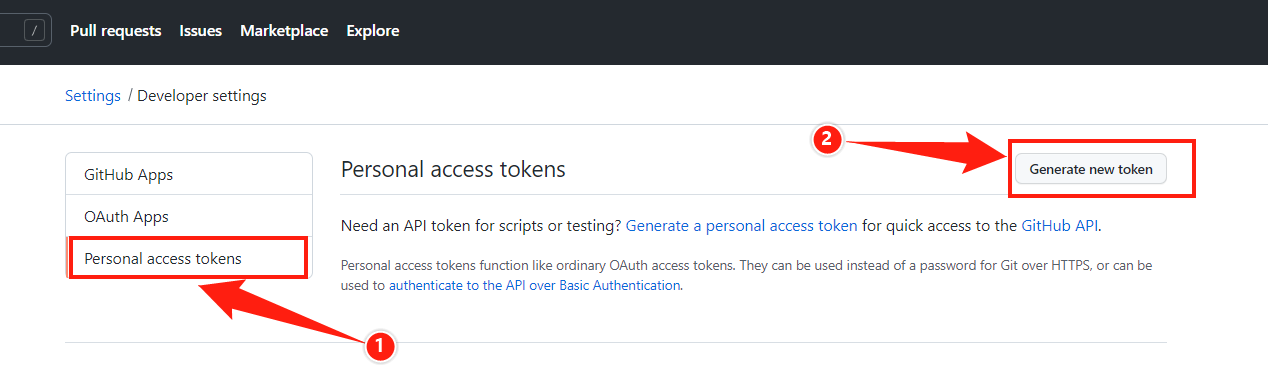 / Pull requests Issues Marketplace Explore
Settings / Developer settings
GitHub Apps
OAuth Apps
Personal access tokens
1
Personal access tokens
2
Generate new token
Need an API token for scripts or testing? Generate a personal access token for quick access to the GitHub API.
Personal access tokens function like ordinary OAuth access tokens. They can be used instead of a password for Git over HTTPS, or can be
used to authenticate to the API over Basic Authentication.